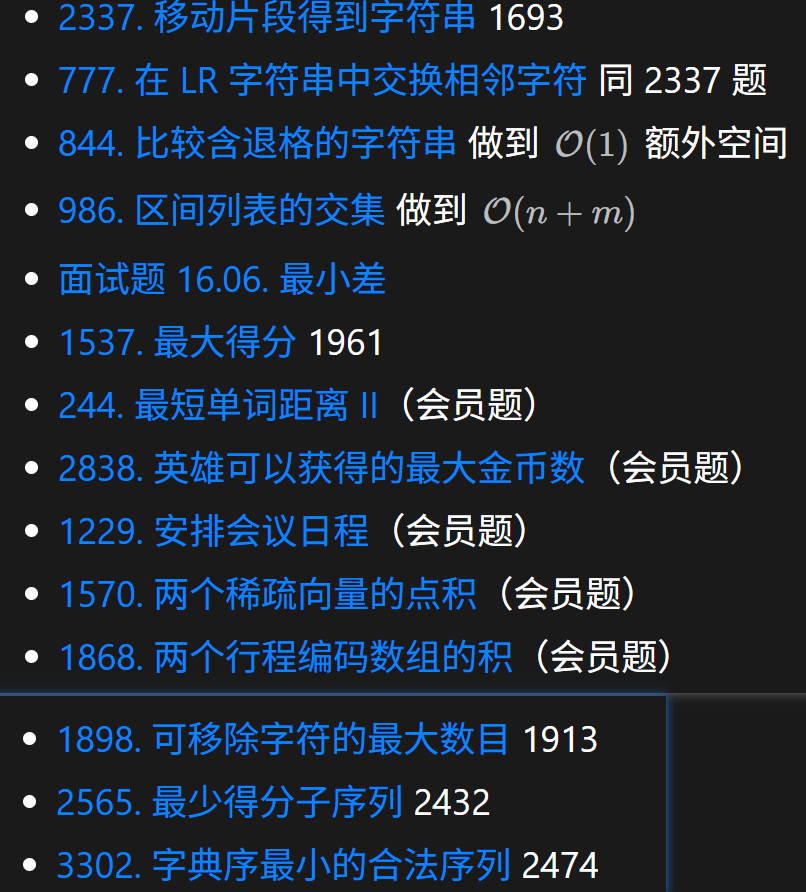 2337. 移动片段得到字符串 1693
777. 在 LR 字符串中交换相邻字符 同 2337 题
844. 比较含退格的字符串 做到 O(1) 额外空间
986. 区间列表的交集 做到 O(n + m)
面试题 16.06. 最小差
1537. 最大得分 1961
244. 最短单词距离 II（会员题）
2838. 英雄可以获得的最大金币数（会员题）
1229. 安排会议日程（会员题）
1570. 两个稀疏向量的点积（会员题）
1868. 两个行程编码数组的积（会员题）
1898. 可移除字符的最大数目 1913
2565. 最少得分子序列 2432
3302. 字典序最小的合法序列 2474